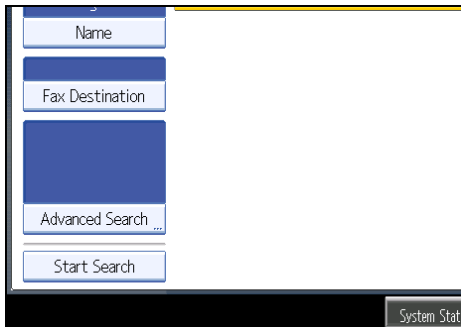 Name
Fax Destination
Advanced Search ...
Start Search
System Stat